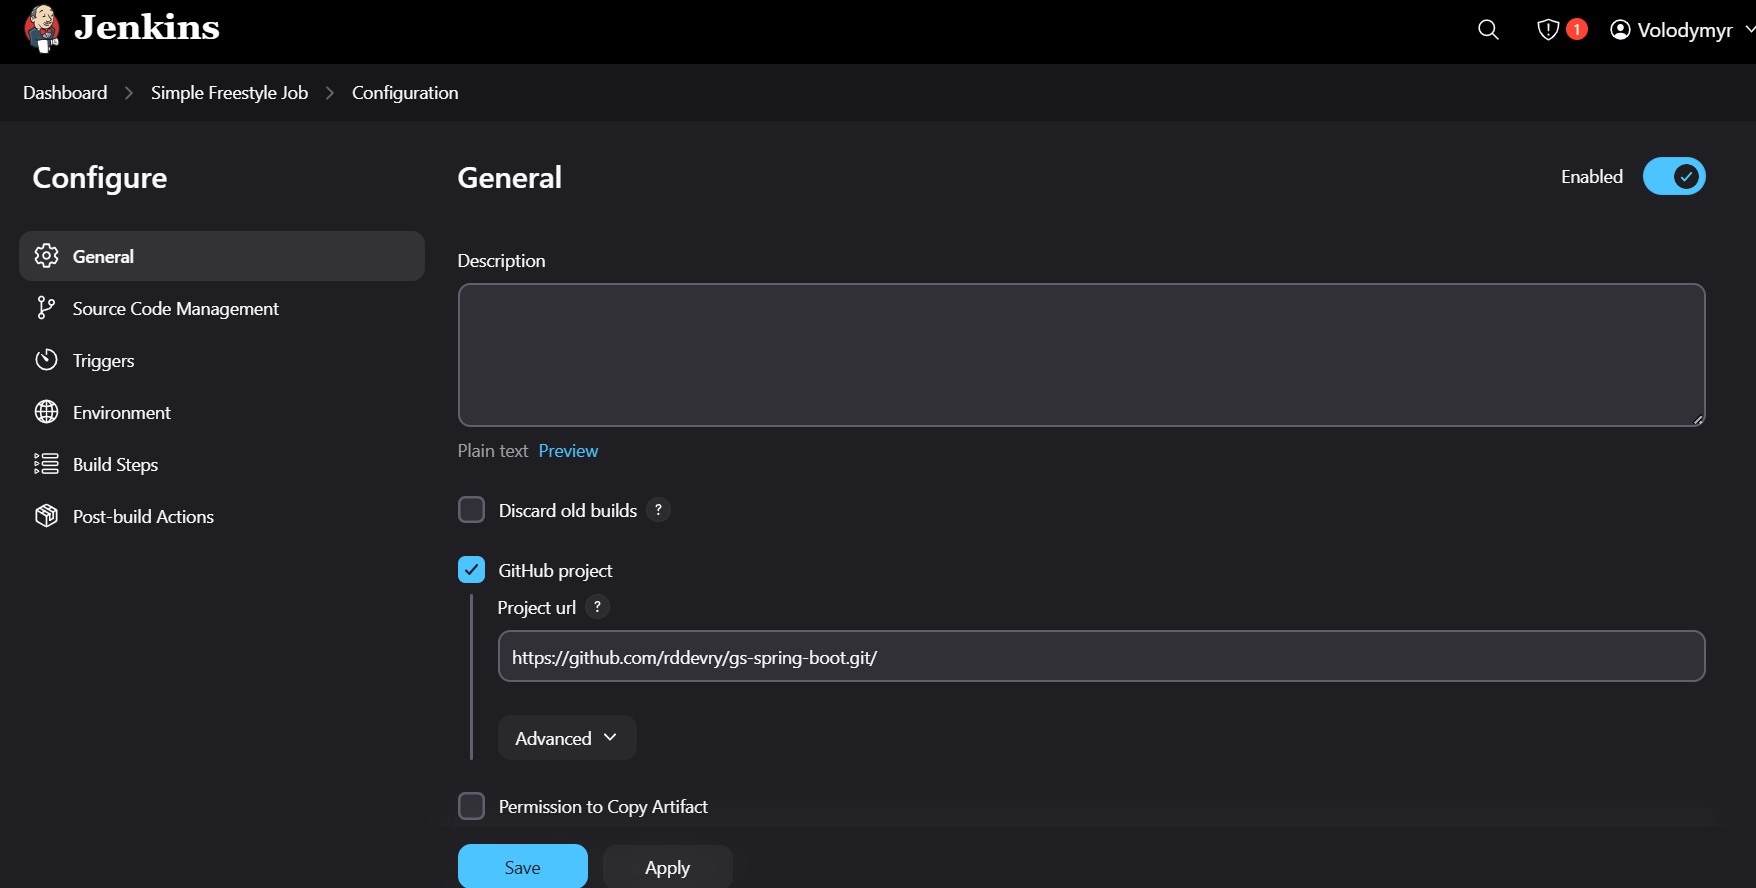 Jenkins
1
Volodymyr
Dashboard > Simple Freestyle Job > Configuration
Configure
General
Source Code Management
Triggers
Environment
Build Steps
Post-build Actions
General
Enabled
Description
Plain text Preview
Discard old builds ?
GitHub project
Project url ?
https://github.com/rddevry/gs-spring-boot.git/
Advanced
Permission to Copy Artifact
Save Apply